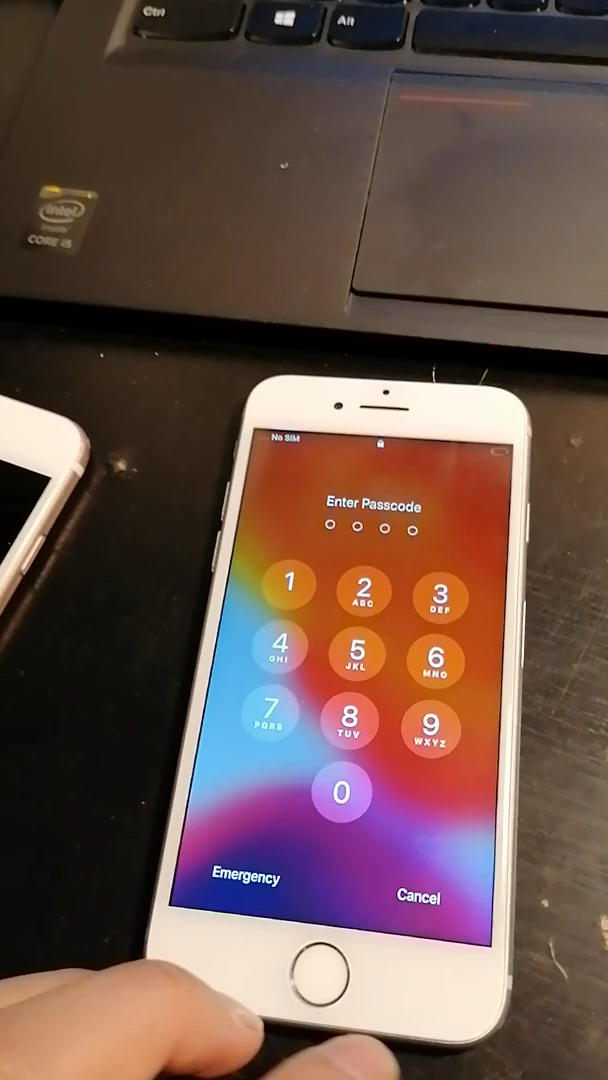 Ctrl
Alt
intel
inside
CORE i5
No SIM
Enter Passcode
1
2
ABC
3
DEF
4
GHI
5
JKL
6
MNO
7
PQRS
8
TUV
9
WXYZ
0
Emergency
Cancel